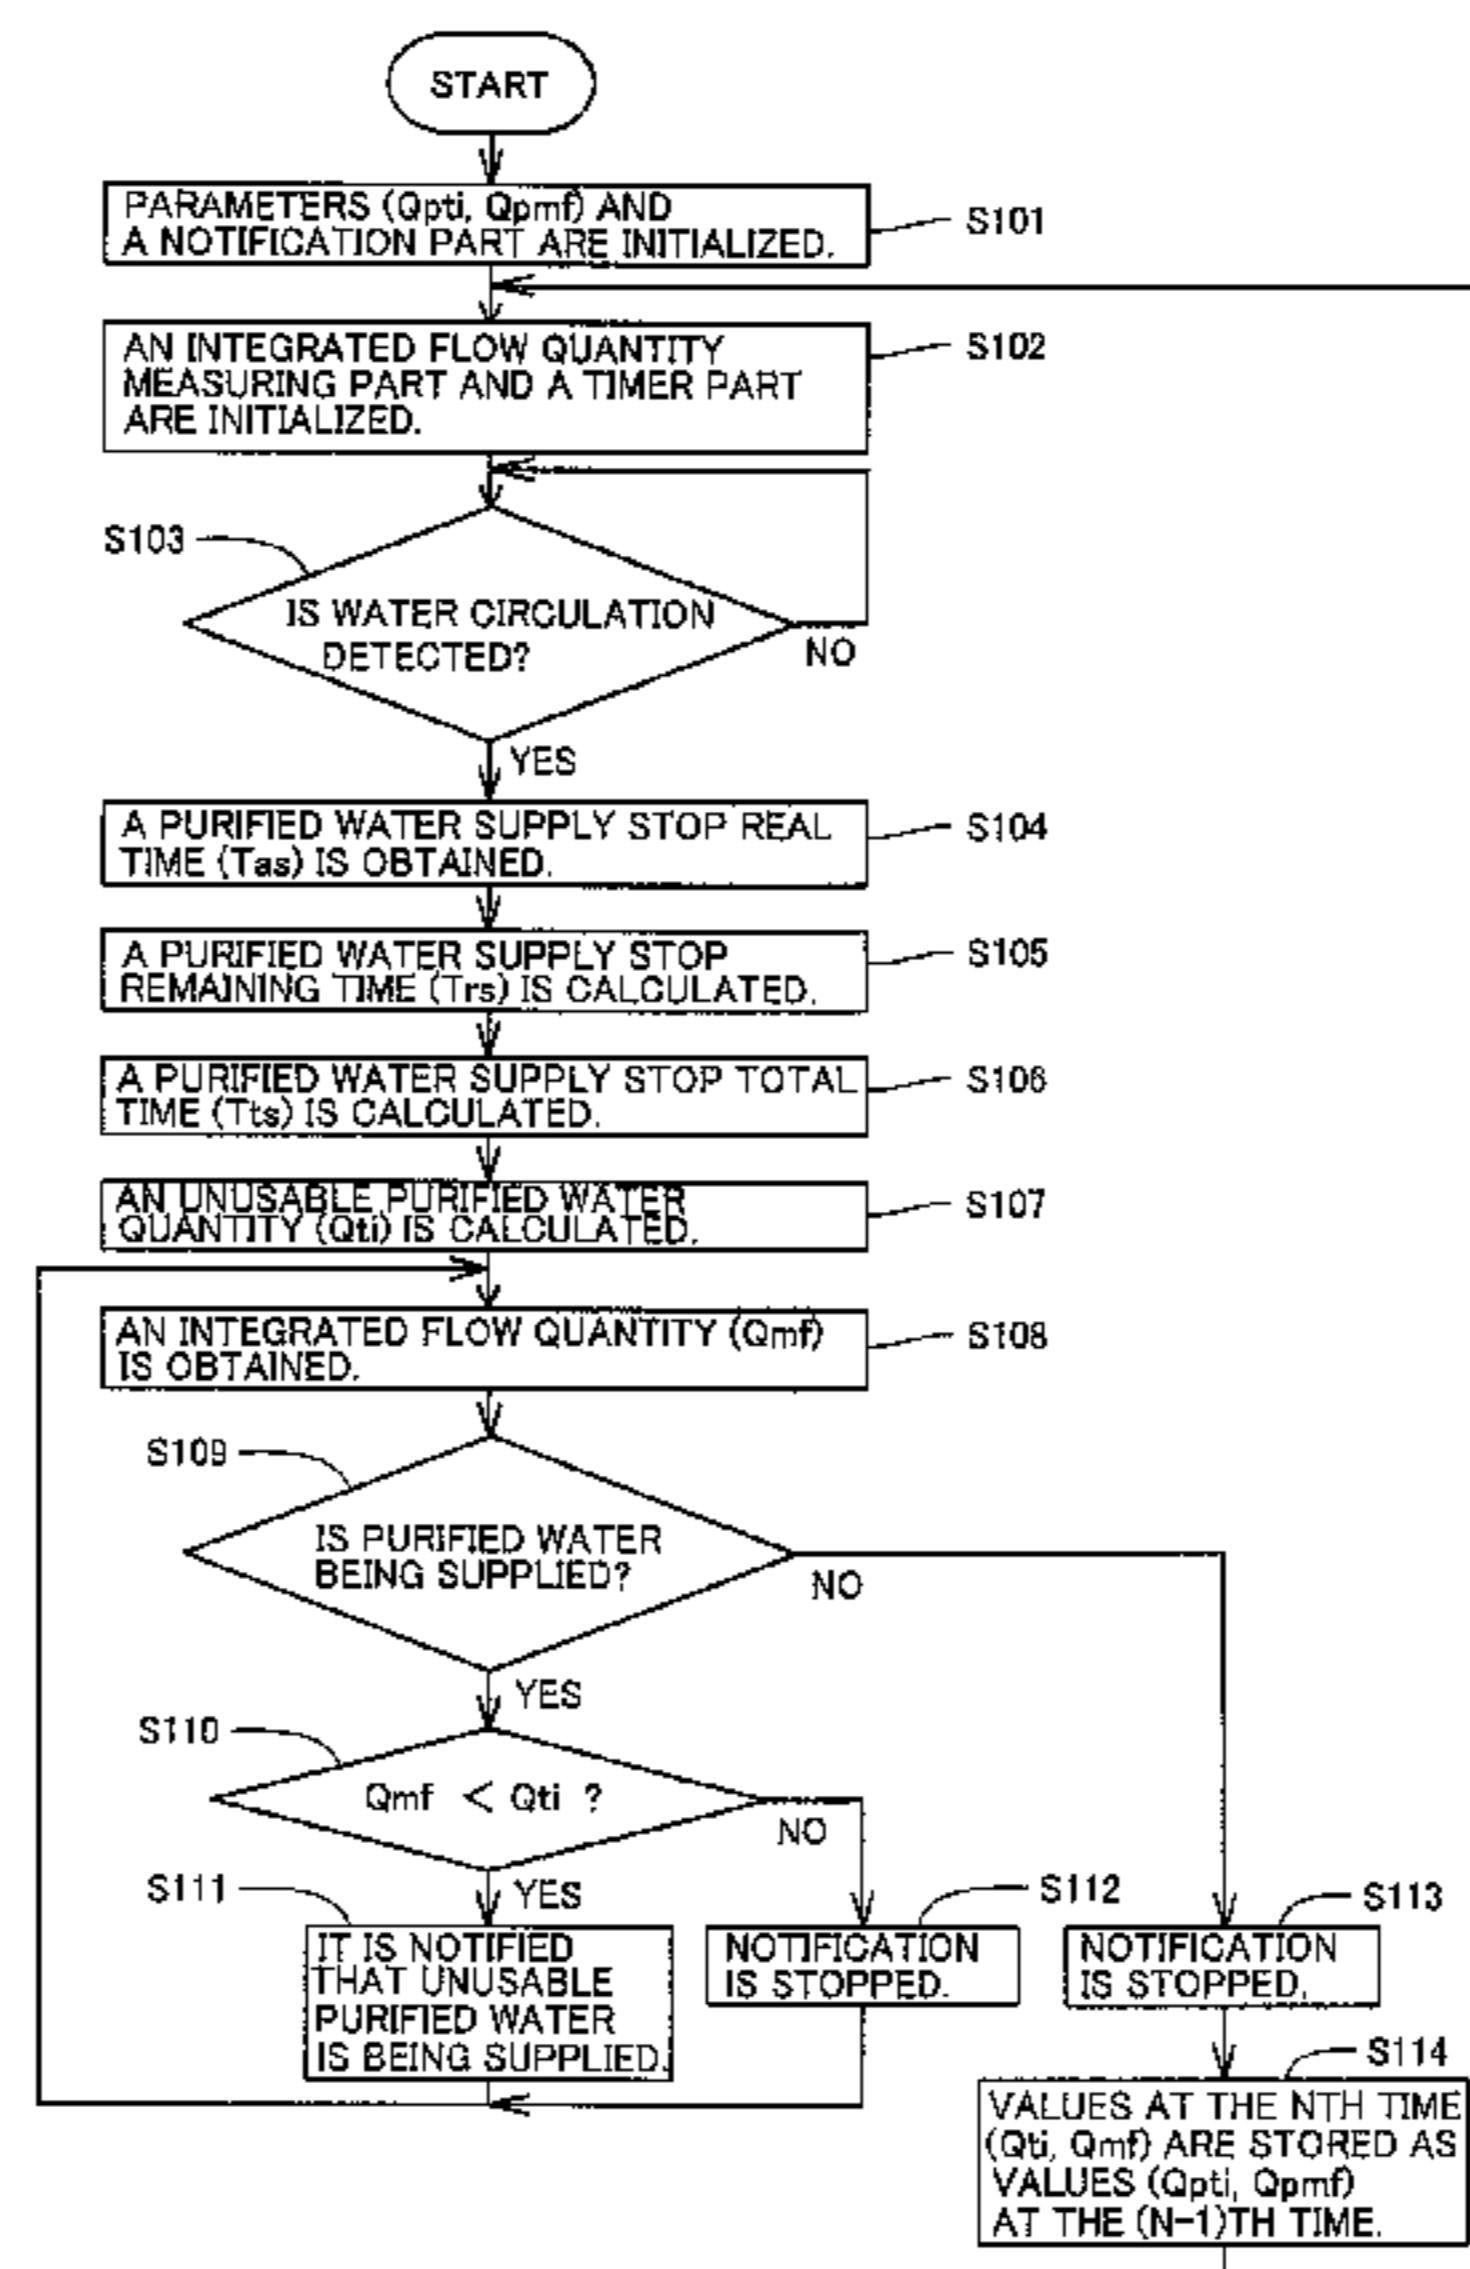 START
PARAMETERS (Qpti, Qpmf) AND
A NOTIFICATION PART ARE INITIALIZED.
S101
AN INTEGRATED FLOW QUANTITY
MEASURING PART AND A TIMER PART
ARE INITIALIZED.
S102
S103
IS WATER CIRCULATION
DETECTED?
NO
YES
A PURIFIED WATER SUPPLY STOP REAL
TIME (Tas) IS OBTAINED.
S104
A PURIFIED WATER SUPPLY STOP
REMAINING TIME (Trs) IS CALCULATED.
S105
A PURIFIED WATER SUPPLY STOP TOTAL
TIME (Tts) IS CALCULATED.
S106
AN UNUSABLE PURIFIED WATER
QUANTITY (Qti) IS CALCULATED.
S107
AN INTEGRATED FLOW QUANTITY (Qmf)
IS OBTAINED.
S108
S109
IS PURIFIED WATER
BEING SUPPLIED?
NO
YES
S110
Qmf < Qti ?
NO
YES
S111
IT IS NOTIFIED
THAT UNUSABLE
PURIFIED WATER
IS BEING SUPPLIED.
S112
NOTIFICATION
IS STOPPED.
S113
NOTIFICATION
IS STOPPED.
S114
VALUES AT THE NTH TIME
(Qti, Qmf) ARE STORED AS
VALUES (Qpti, Qpmf)
AT THE (N-1)TH TIME.